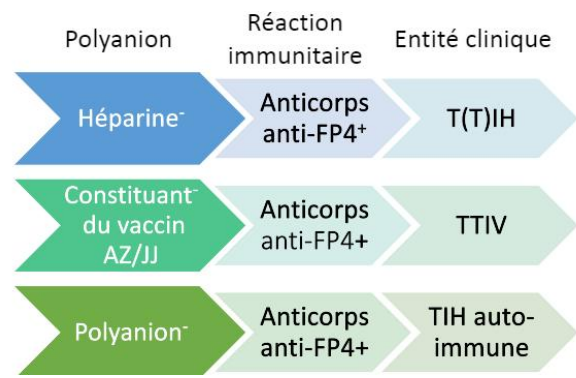 Polyanion
Réaction
immunitaire
Entité clinique
Héparine⁻
Anticorps
anti-FP4⁺
T(T)IH
Constituant⁻
du vaccin
AZ/JJ
Anticorps
anti-FP4+
TTIV
Polyanion⁻
Anticorps
anti-FP4+
TIH auto-
immune